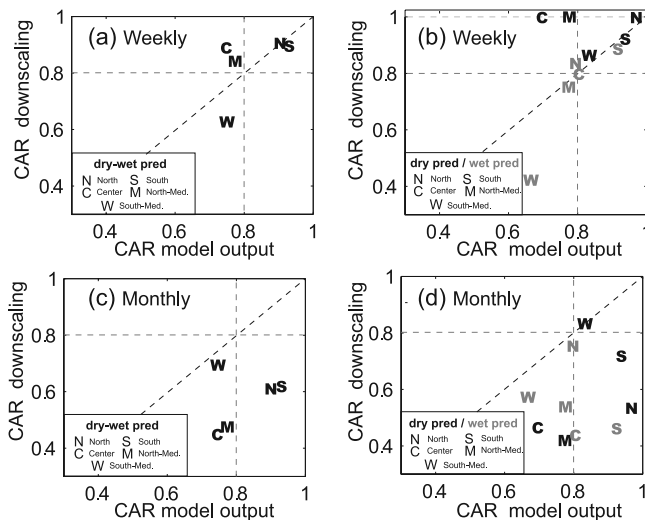 (a) Weekly
CAR downscaling
1
0.8
0.6
0.4
C
M
N
S
W
dry-wet pred
N North S South
C Center M North-Med.
W South-Med.
0.4 0.6 0.8 1
CAR model output
(b) Weekly
CAR downscaling
1
0.8
0.6
0.4
C
M
N
S
S
W
N
C
M
W
dry pred / wet pred
N North S South
C Center M North-Med.
W South-Med.
0.4 0.6 0.8 1
CAR model output
(c) Monthly
CAR downscaling
1
0.8
0.6
0.4
W
N
S
M
C
dry-wet pred
N North S South
C Center M North-Med.
W South-Med.
0.4 0.6 0.8 1
CAR model output
(d) Monthly
CAR downscaling
1
0.8
0.6
0.4
W
N
S
W
M
N
C
M
C
S
dry pred / wet pred
N North S South
C Center M North-Med.
W South-Med.
0.4 0.6 0.8 1
CAR model output